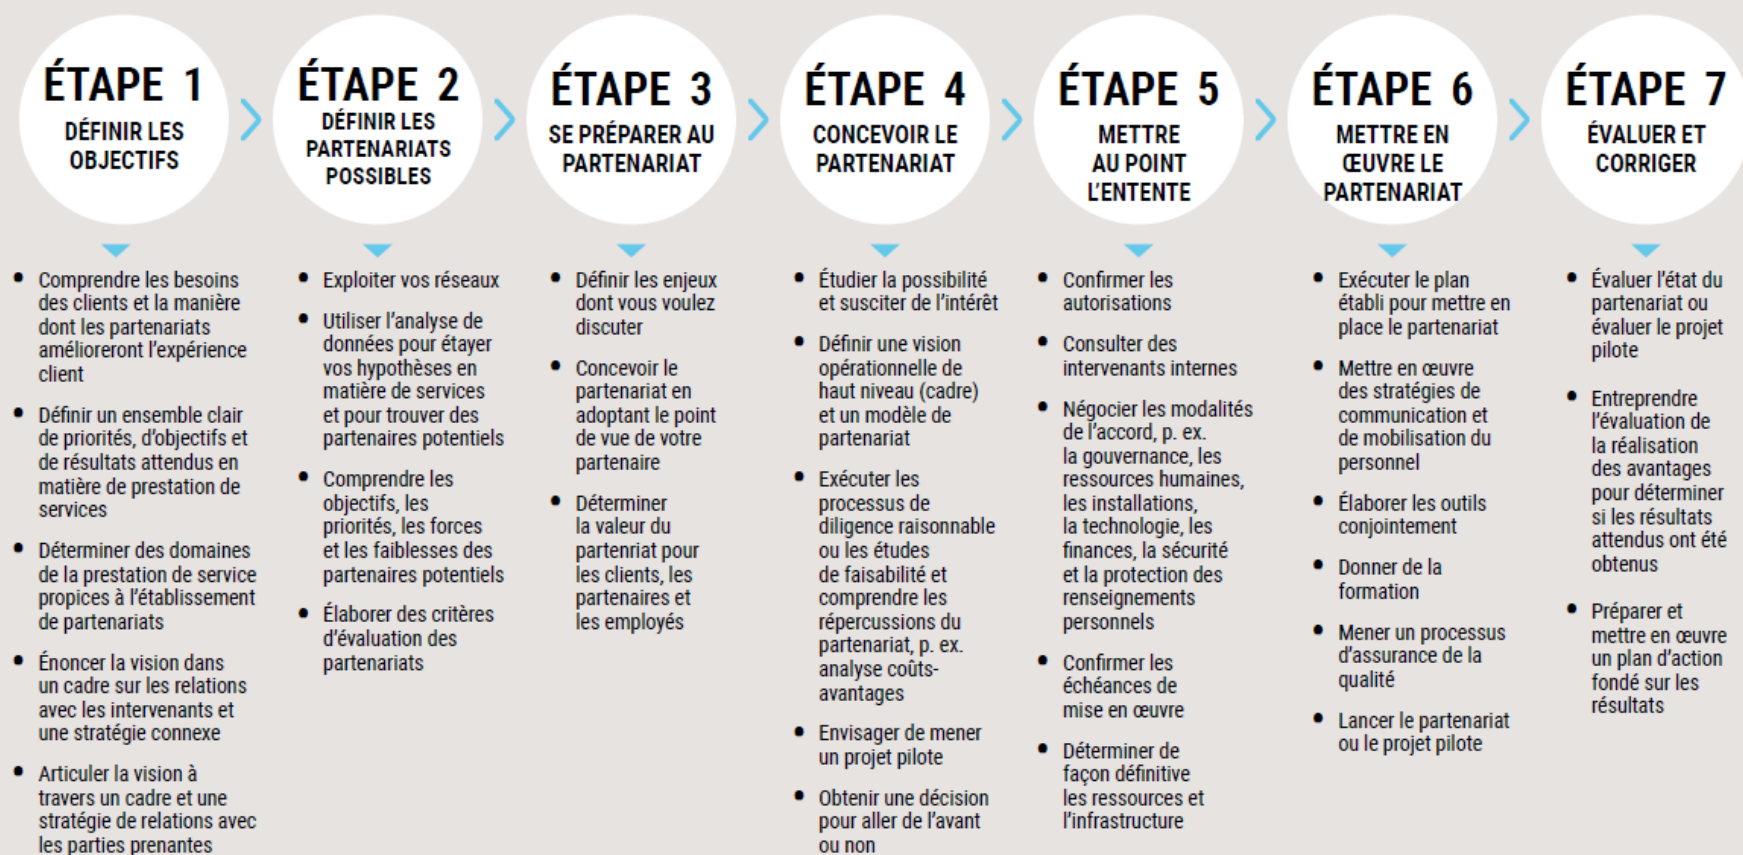 ÉTAPE 1
DÉFINIR LES
OBJECTIFS
• Comprendre les besoins
des clients et la manière
dont les partenariats
amélioreront l'expérience
client
• Définir un ensemble clair
de priorités, d'objectifs et
de résultats attendus en
matière de prestation de
services
• Déterminer des domaines
de la prestation de service
propices à l'établissement
de partenariats
• Énoncer la vision dans
un cadre sur les relations
avec les intervenants et
une stratégie connexe
• Articuler la vision à
travers un cadre et une
stratégie de relations avec
les parties prenantes
ÉTAPE 2
DÉFINIR LES
PARTENARIATS
POSSIBLES
• Exploiter vos réseaux
• Utiliser l'analyse de
données pour étayer
vos hypothèses en
matière de services
et pour trouver des
partenaires potentiels
• Comprendre les
objectifs, les
priorités, les forces
et les faiblesses des
partenaires potentiels
• Élaborer des critères
d'évaluation des
partenariats
ÉTAPE 3
SE PRÉPARER AU
PARTENARIAT
• Définir les enjeux
dont vous voulez
discuter
• Concevoir le
partenariat en
adoptant le point
de vue de votre
partenaire
• Déterminer
la valeur du
partenriat pour
les clients, les
partenaires et
les employés
ÉTAPE 4
CONCEVOIR LE
PARTENARIAT
• Étudier la possibilité
et susciter de l'intérêt
• Définir une vision
opérationnelle de
haut niveau (cadre)
et un modèle de
partenariat
• Exécuter les
processus de
diligence raisonnable
ou les études
de faisabilité et
comprendre les
répercussions du
partenariat, p. ex.
analyse coûts-
avantages
• Envisager de mener
un projet pilote
• Obtenir une décision
pour aller de l'avant
ou non
ÉTAPE 5
METTRE
AU POINT
L'ENTENTE
• Confirmer les
autorisations
• Consulter des
intervenants internes
• Négocier les modalités
de l'accord, p. ex.
la gouvernance, les
ressources humaines,
les installations,
la technologie, les
finances, la sécurité
et la protection des
renseignements
personnels
• Confirmer les
échéances de
mise en œuvre
• Déterminer de
façon définitive
les ressources et
l'infrastructure
ÉTAPE 6
METTRE EN
ŒUVRE LE
PARTENARIAT
• Exécuter le plan
établi pour mettre en
place le partenariat
• Mettre en œuvre
des stratégies de
communication et
de mobilisation du
personnel
• Élaborer les outils
conjointement
• Donner de la
formation
• Mener un processus
d'assurance de la
qualité
• Lancer le partenariat
ou le projet pilote
ÉTAPE 7
ÉVALUER ET
CORRIGER
• Évaluer l'état du
partenariat ou
évaluer le projet
pilote
• Entreprendre
l'évaluation de
la réalisation
des avantages
pour déterminer
si les résultats
attendus ont été
obtenus
• Préparer et
mettre en œuvre
un plan d'action
fondé sur les
résultats